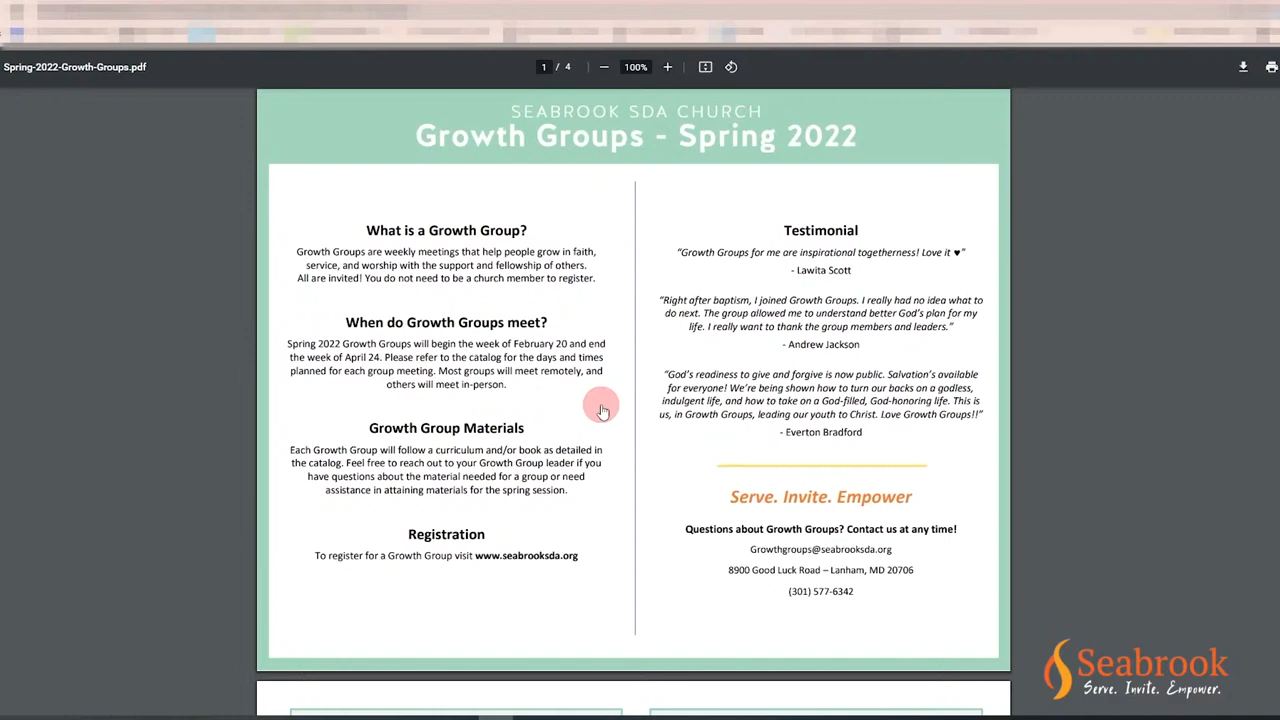 Spring-2022-Growth-Groups.pdf
1 / 4
100%
SEABROOK SDA CHURCH
Growth Groups - Spring 2022
What is a Growth Group?
Growth Groups are weekly meetings that help people grow in faith,
service, and worship with the support and fellowship of others.
All are invited! You do not need to be a church member to register.
When do Growth Groups meet?
Spring 2022 Growth Groups will begin the week of February 20 and end
the week of April 24. Please refer to the catalog for the days and times
planned for each group meeting. Most groups will meet remotely, and
others will meet in-person.
Growth Group Materials
Each Growth Group will follow a curriculum and/or book as detailed in
the catalog. Feel free to reach out to your Growth Group leader if you
have questions about the material needed for a group or need
assistance in attaining materials for the spring session.
Registration
To register for a Growth Group visit www.seabrooksda.org
Testimonial
“Growth Groups for me are inspirational togetherness! Love it ♥”
- Lawita Scott
“Right after baptism, I joined Growth Groups. I really had no idea what to
do next. The group allowed me to understand better God’s plan for my
life. I really want to thank the group members and leaders.”
- Andrew Jackson
“God’s readiness to give and forgive is now public. Salvation’s available
for everyone! We’re being shown how to turn our backs on a godless,
indulgent life, and how to take on a God-filled, God-honoring life. This is
us, in Growth Groups, leading our youth to Christ. Love Growth Groups!!”
- Everton Bradford
Serve. Invite. Empower
Questions about Growth Groups? Contact us at any time!
Growthgroups@seabrooksda.org
8900 Good Luck Road – Lanham, MD 20706
(301) 577-6342
Seabrook
Serve. Invite. Empower.